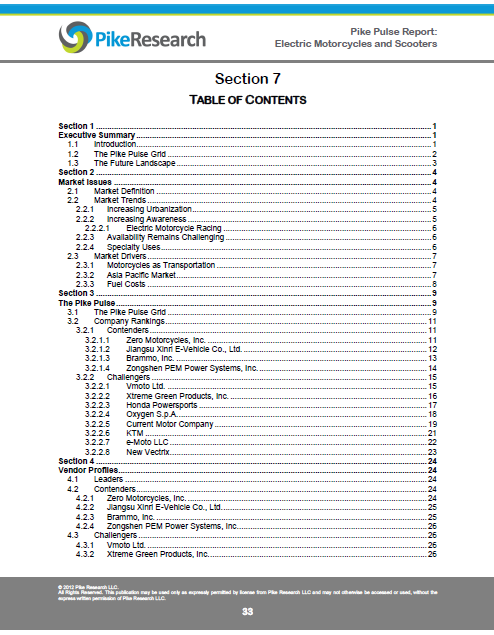 PikeResearch
Pike Pulse Report:
Electric Motorcycles and Scooters
Section 7
TABLE OF CONTENTS
Section 1 ... 1
Executive Summary ... 1
1.1 Introduction ... 1
1.2 The Pike Pulse Grid ... 2
1.3 The Future Landscape ... 3
Section 2 ... 4
Market Issues ... 4
2.1 Market Definition ... 4
2.2 Market Trends ... 4
2.2.1 Increasing Urbanization ... 5
2.2.2 Increasing Awareness ... 5
2.2.2.1 Electric Motorcycle Racing ... 6
2.2.3 Availability Remains Challenging ... 6
2.2.4 Specialty Uses ... 6
2.3 Market Drivers ... 7
2.3.1 Motorcycles as Transportation ... 7
2.3.2 Asia Pacific Market ... 7
2.3.3 Fuel Costs ... 8
Section 3 ... 9
The Pike Pulse ... 9
3.1 The Pike Pulse Grid ... 9
3.2 Company Rankings ... 11
3.2.1 Contenders ... 11
3.2.1.1 Zero Motorcycles, Inc. ... 11
3.2.1.2 Jiangsu Xinri E-Vehicle Co., Ltd. ... 12
3.2.1.3 Brammo, Inc. ... 13
3.2.1.4 Zongshen PEM Power Systems, Inc. ... 14
3.2.2 Challengers ... 15
3.2.2.1 Vmoto Ltd. ... 15
3.2.2.2 Xtreme Green Products, Inc. ... 16
3.2.2.3 Honda Powersports ... 17
3.2.2.4 Oxygen S.p.A. ... 18
3.2.2.5 Current Motor Company ... 19
3.2.2.6 KTM ... 21
3.2.2.7 e-Moto LLC ... 22
3.2.2.8 New Vectrix ... 23
Section 4 ... 24
Vendor Profiles ... 24
4.1 Leaders ... 24
4.2 Contenders ... 24
4.2.1 Zero Motorcycles, Inc. ... 24
4.2.2 Jiangsu Xinri E-Vehicle Co., Ltd. ... 25
4.2.3 Brammo, Inc. ... 25
4.2.4 Zongshen PEM Power Systems, Inc. ... 26
4.3 Challengers ... 26
4.3.1 Vmoto Ltd. ... 26
4.3.2 Xtreme Green Products, Inc. ... 26
© 2012 Pike Research LLC.
All Rights Reserved. This publication may be used only as expressly permitted by license from Pike Research LLC and may not otherwise be accessed or used, without the
express written permission of Pike Research LLC.
33